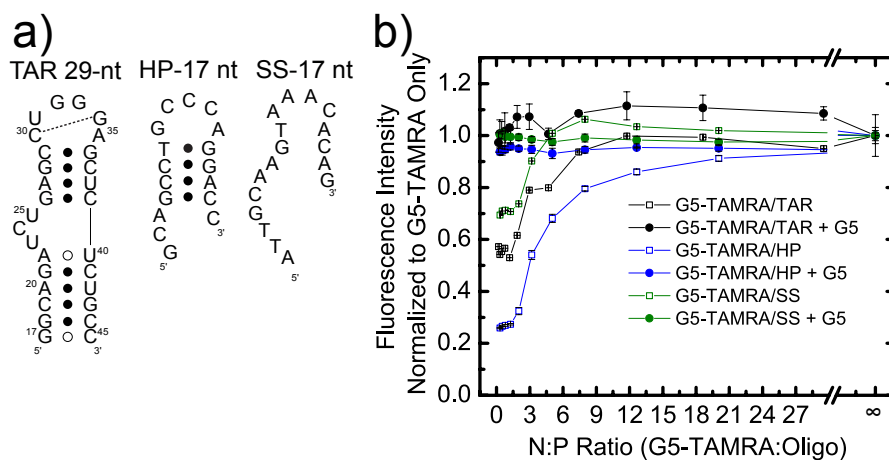 a)
TAR 29-nt
HP-17 nt
SS-17 nt
G G
U G
30 C A 35
C G
C C
G U
A C
G
25 U
C
U
40
A U
20 G C
A U
C G
17 G C
G C 45
5' 3'
C C C
5'
3'
A A
A C
T A
G C
A A
A G
C 3'
G
T
T
A
5'
b)
Fluorescence Intensity
Normalized to G5-TAMRA Only
1.2
1.0
0.8
0.6
0.4
0.2
0.0
G5-TAMRA/TAR
G5-TAMRA/TAR + G5
G5-TAMRA/HP
G5-TAMRA/HP + G5
G5-TAMRA/SS
G5-TAMRA/SS + G5
0 3 6 9 12 15 18 21 24 27 ∞
N:P Ratio (G5-TAMRA:Oligo)